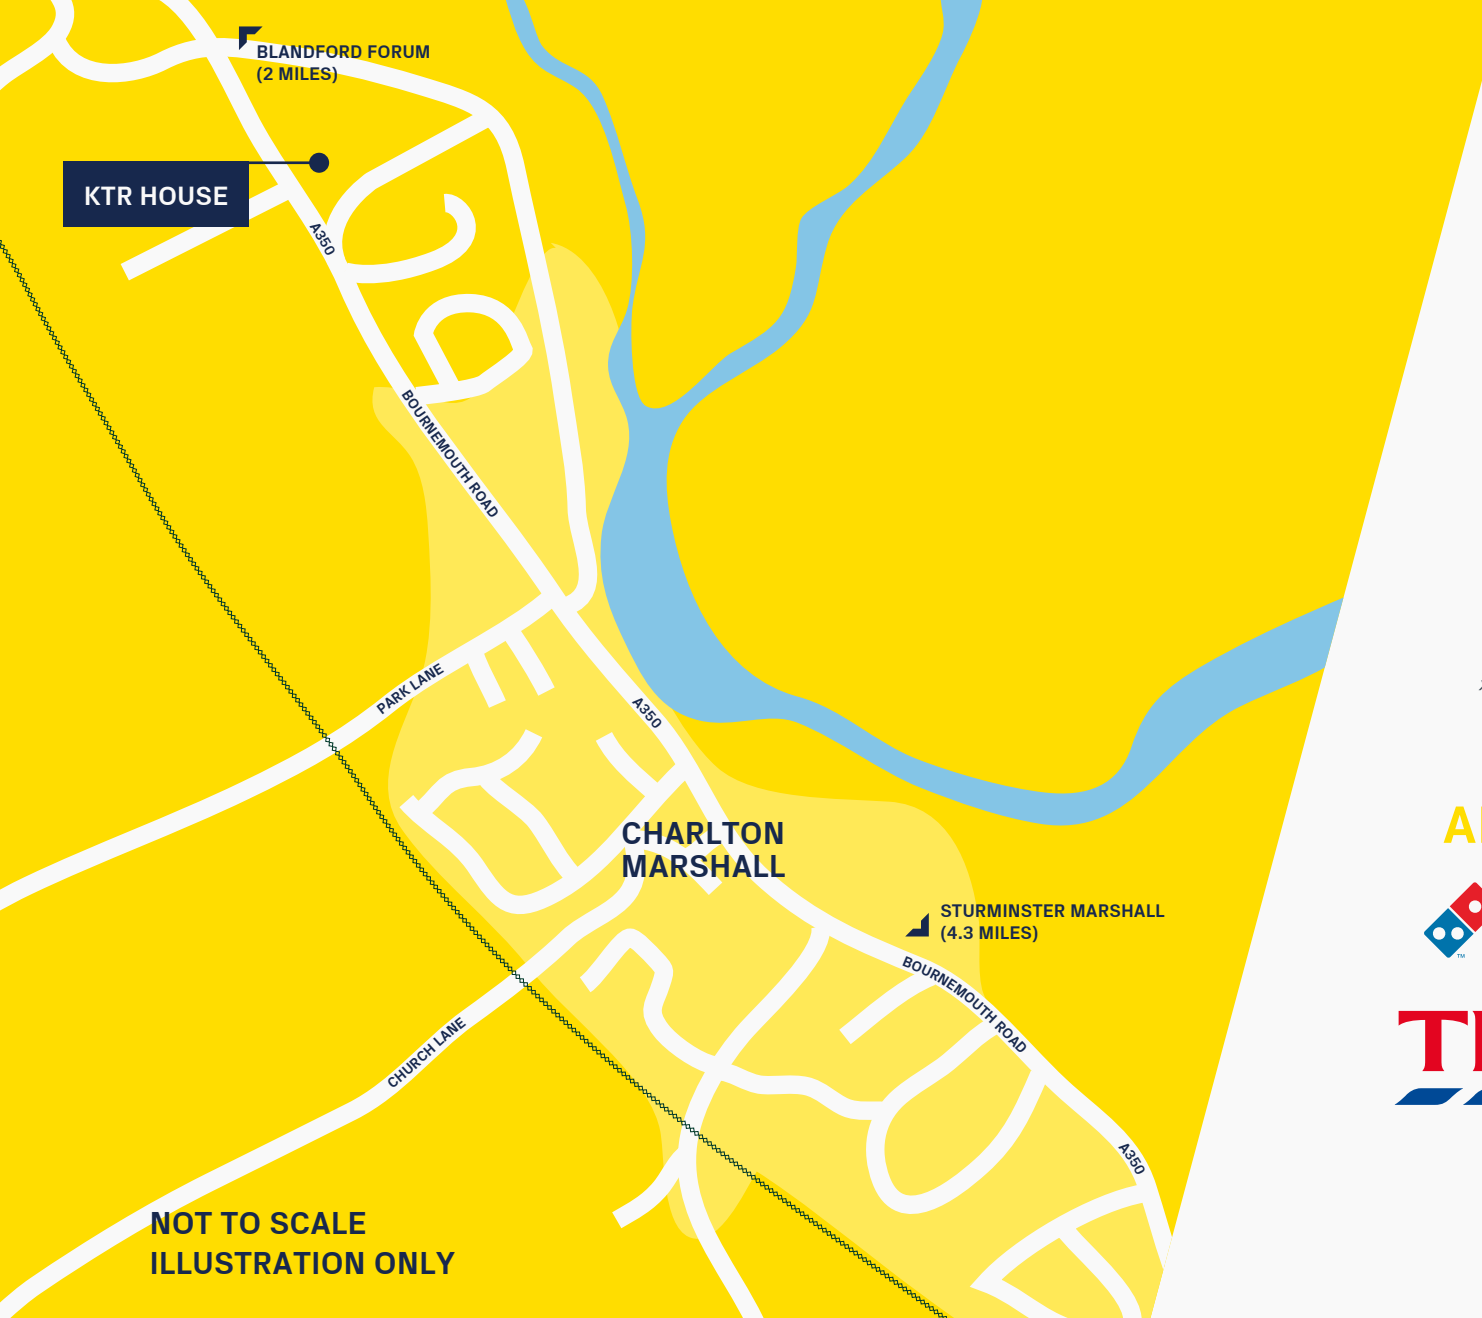 BLANDFORD FORUM
(2 MILES)
KTR HOUSE
A350
BOURNEMOUTH ROAD
PARK LANE
A350
CHARLTON
MARSHALL
STURMINSTER MARSHALL
(4.3 MILES)
BOURNEMOUTH ROAD
CHURCH LANE
A350
NOT TO SCALE
ILLUSTRATION ONLY
TM